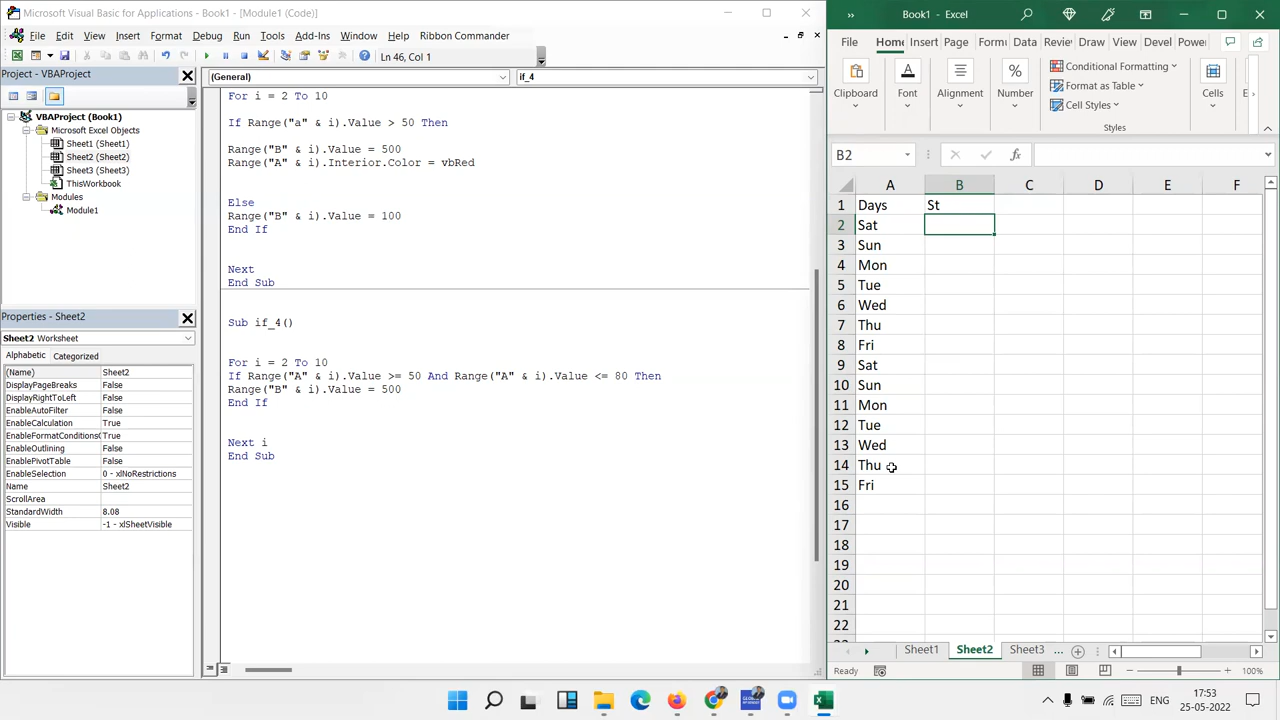 Microsoft Visual Basic for Applications - Book1 - [Module1 (Code)]
File Edit View Insert Format Debug Run Tools Add-Ins Window Help Ribbon Commander
Ln 46, Col 1
Project - VBAProject
VBAProject (Book1)
Microsoft Excel Objects
Sheet1 (Sheet1)
Sheet2 (Sheet2)
Sheet3 (Sheet3)
ThisWorkbook
Modules
Module1
Properties - Sheet2
Sheet2 Worksheet
Alphabetic Categorized
(Name) Sheet2
DisplayPageBreaks False
DisplayRightToLeft False
EnableAutoFilter False
EnableCalculation True
EnableFormatConditions True
EnableOutlining False
EnablePivotTable False
EnableSelection 0 - xlNoRestrictions
Name Sheet2
ScrollArea
StandardWidth 8.08
Visible -1 - xlSheetVisible
(General) if_4
For i = 2 To 10
If Range("a" & i).Value > 50 Then
Range("B" & i).Value = 500
Range("A" & i).Interior.Color = vbRed
Else
Range("B" & i).Value = 100
End If
Next
End Sub
Sub if_4()
For i = 2 To 10
If Range("A" & i).Value >= 50 And Range("A" & i).Value <= 80 Then
Range("B" & i).Value = 500
End If
Next i
End Sub
Book1 - Excel
File Home Insert Page Formu Data Review Draw View Devel Power
Clipboard Font Alignment Number
Conditional Formatting
Format as Table
Cell Styles
Styles
Cells
B2
A B C D E F
1 Days St
2 Sat
3 Sun
4 Mon
5 Tue
6 Wed
7 Thu
8 Fri
9 Sat
10 Sun
11 Mon
12 Tue
13 Wed
14 Thu
15 Fri
16
17
18
19
20
21
22
Sheet1 Sheet2 Sheet3 ...
Ready 100%
ENG 17:53
25-05-2022